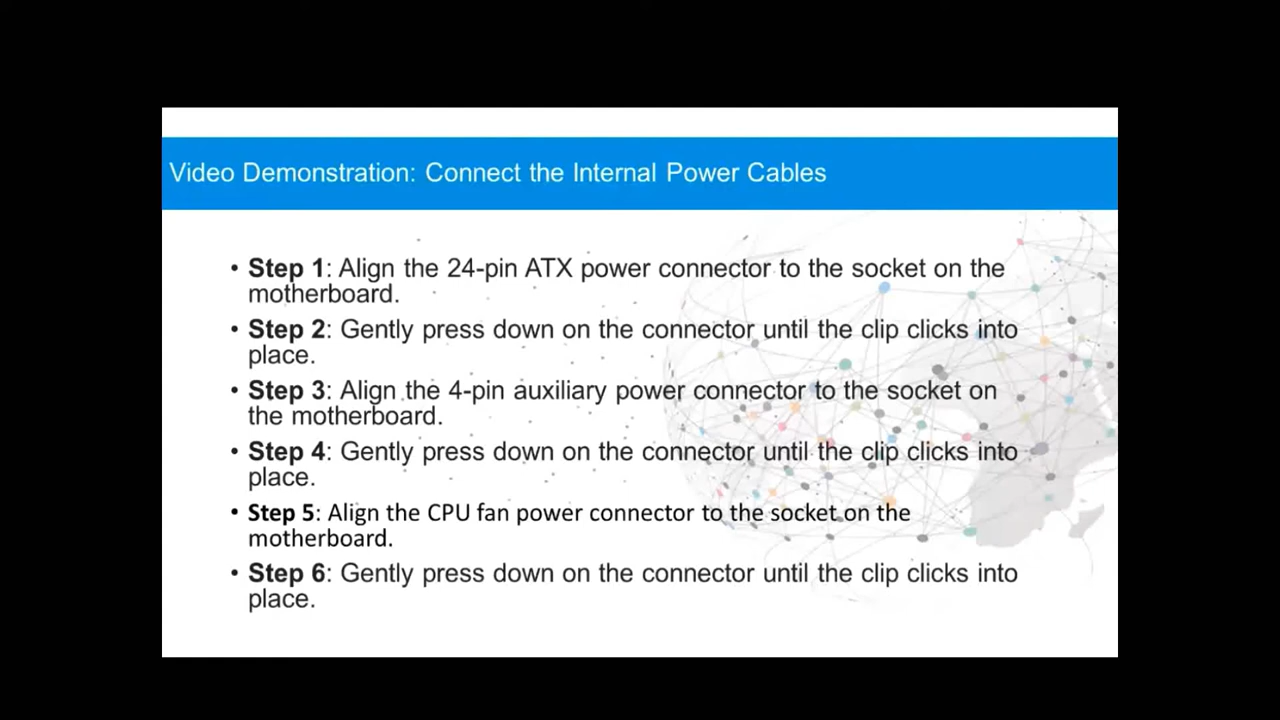 Video Demonstration: Connect the Internal Power Cables
• Step 1: Align the 24-pin ATX power connector to the socket on the
motherboard.
• Step 2: Gently press down on the connector until the clip clicks into
place.
• Step 3: Align the 4-pin auxiliary power connector to the socket on
the motherboard.
• Step 4: Gently press down on the connector until the clip clicks into
place.
• Step 5: Align the CPU fan power connector to the socket on the
motherboard.
• Step 6: Gently press down on the connector until the clip clicks into
place.